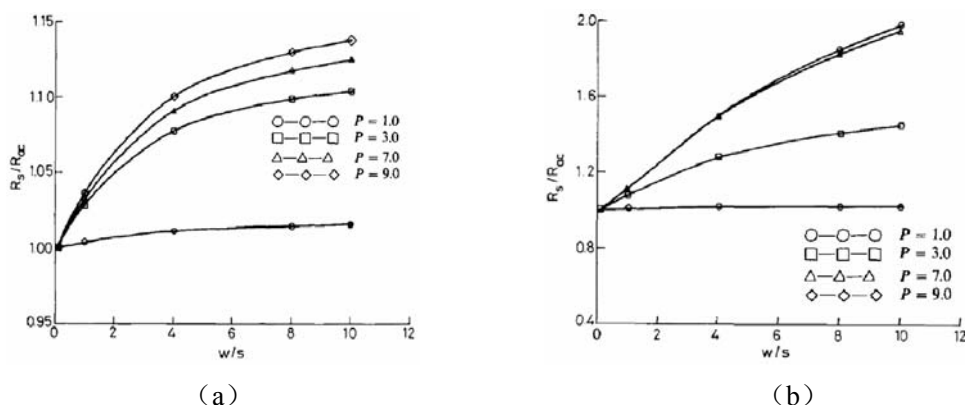 1.15
1.10
1.05
1.00
0.95
R_s/R_ac
0 2 4 6 8 10 12
w/s
○—○—○ P = 1.0
□—□—□ P = 3.0
△—△—△ P = 7.0
◇—◇—◇ P = 9.0
(a)
2.0
1.6
1.2
0.8
0.4
R_s/R_ac
0 2 4 6 8 10 12
w/s
○—○—○ P = 1.0
□—□—□ P = 3.0
△—△—△ P = 7.0
◇—◇—◇ P = 9.0
(b)